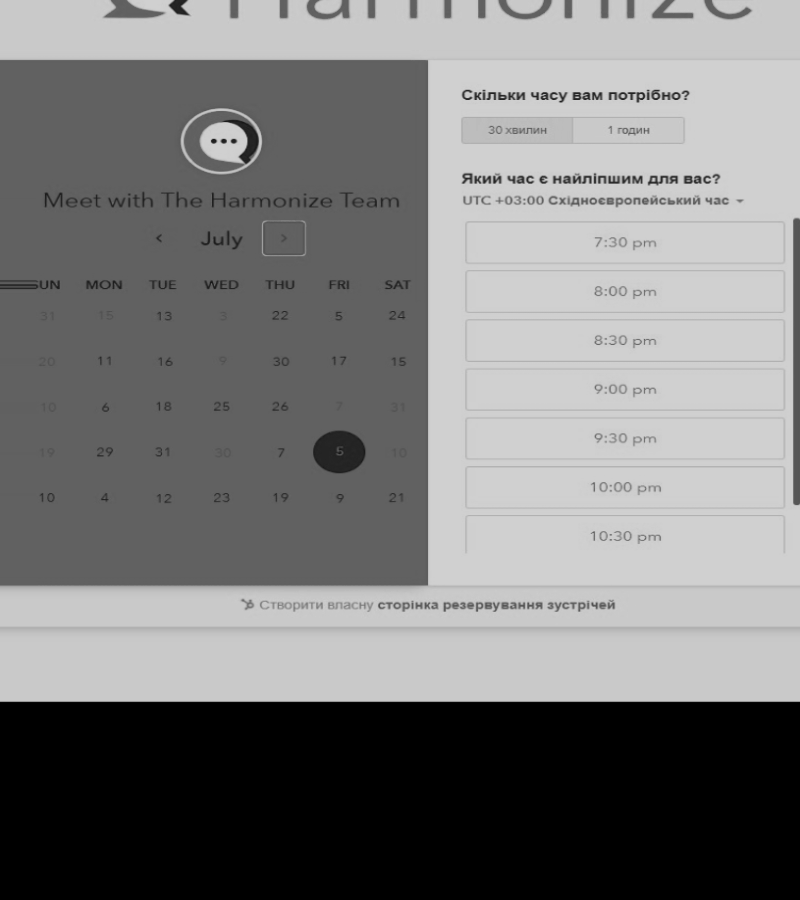 Harmonize
Meet with The Harmonize Team
July
SUN MON TUE WED THU FRI SAT
31 15 13 3 22 5 24
20 11 16 9 30 17 15
10 6 18 25 26 7 31
19 29 31 30 7 5 10
10 4 12 23 19 9 21
Скільки часу вам потрібно?
30 хвилин 1 годин
Який час є найліпшим для вас?
UTC +03:00 Східноєвропейський час
7:30 pm
8:00 pm
8:30 pm
9:00 pm
9:30 pm
10:00 pm
10:30 pm
Створити власну сторінка резервування зустрічей